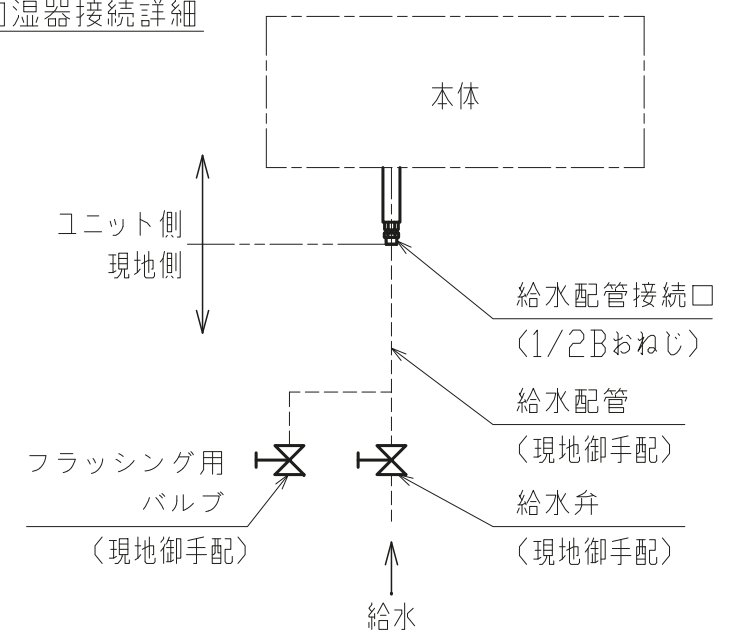 加湿器接続詳細
本体
ユニット側
現地側
給水配管接続口
(1/2Bおねじ)
給水配管
(現地御手配)
フラッシング用
バルブ
(現地御手配)
給水弁
(現地御手配)
給水